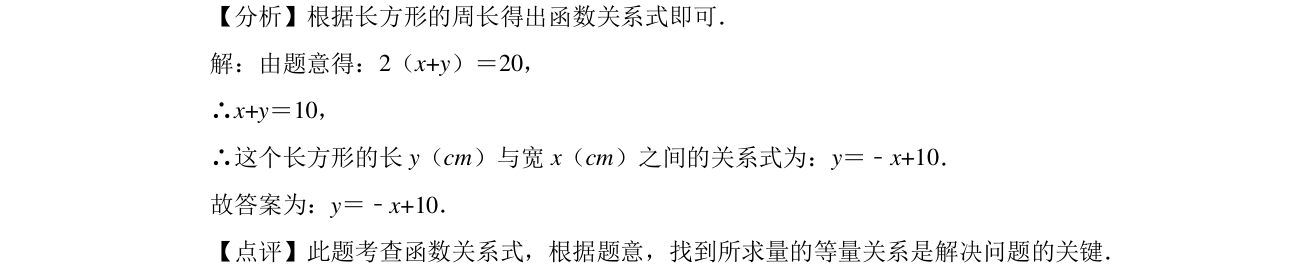 【分析】根据长方形的周长得出函数关系式即可．
解：由题意得：2（x+y）＝20，
∴x+y＝10，
∴这个长方形的长 y（cm）与宽 x（cm）之间的关系式为：y＝﹣x+10．
故答案为：y＝﹣x+10．
【点评】此题考查函数关系式，根据题意，找到所求量的等量关系是解决问题的关键．